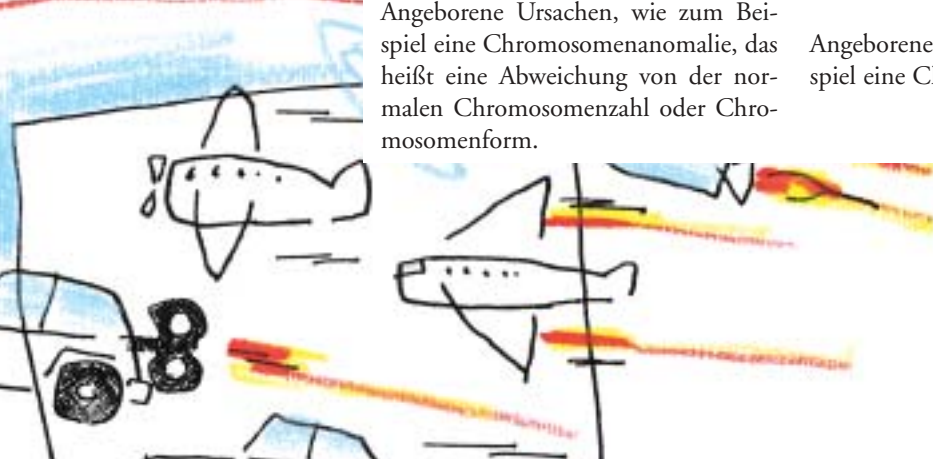 Angeborene Ursachen, wie zum Bei-
spiel eine Chromosomenanomalie, das
heißt eine Abweichung von der nor-
malen Chromosomenzahl oder Chro-
mosomenform.
Angeborene
spiel eine